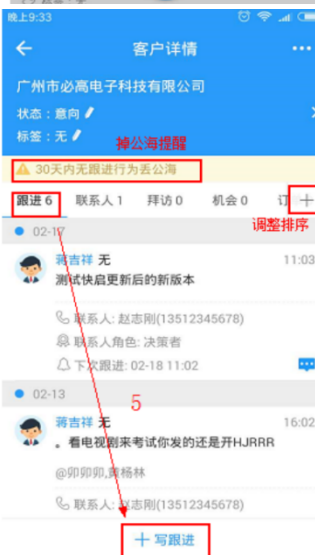 晚上9:33
客户详情
广州市必高电子科技有限公司
状态：意向
标签：无
掉公海提醒
30天内无跟进行为丢公海
跟进 6 联系人 1 拜访 0 机会 0 订
调整排序
02-17
蒋吉祥 无 11:03
测试快启更新后的新版本
联系人: 赵志刚(13512345678)
联系人角色: 决策者
下次跟进: 02-18 11:02
02-13
5
蒋吉祥 无 16:02
。看电视剧来考试你发的还是开HJRRR
@卯卯卯,黄杨林
联系人: 赵志刚(13512345678)
写跟进